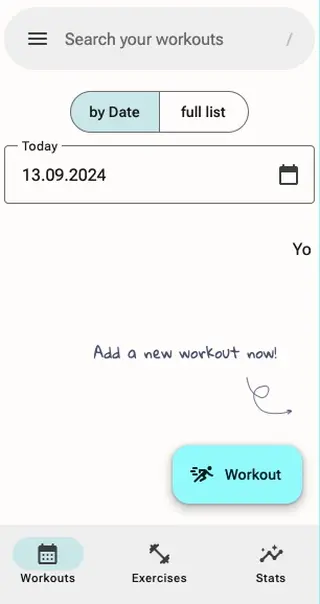 Search your workouts /
by Date full list
Today
13.09.2024
Yo
Add a new workout now!
Workout
Workouts Exercises Stats